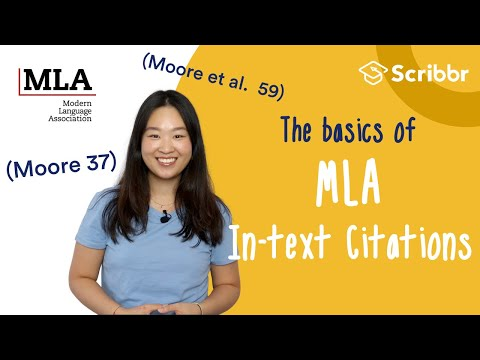 MLA
Modern
Language
Association
(Moore et al. 59)
Scribbr
(Moore 37)
The basics of
MLA
In-text Citations